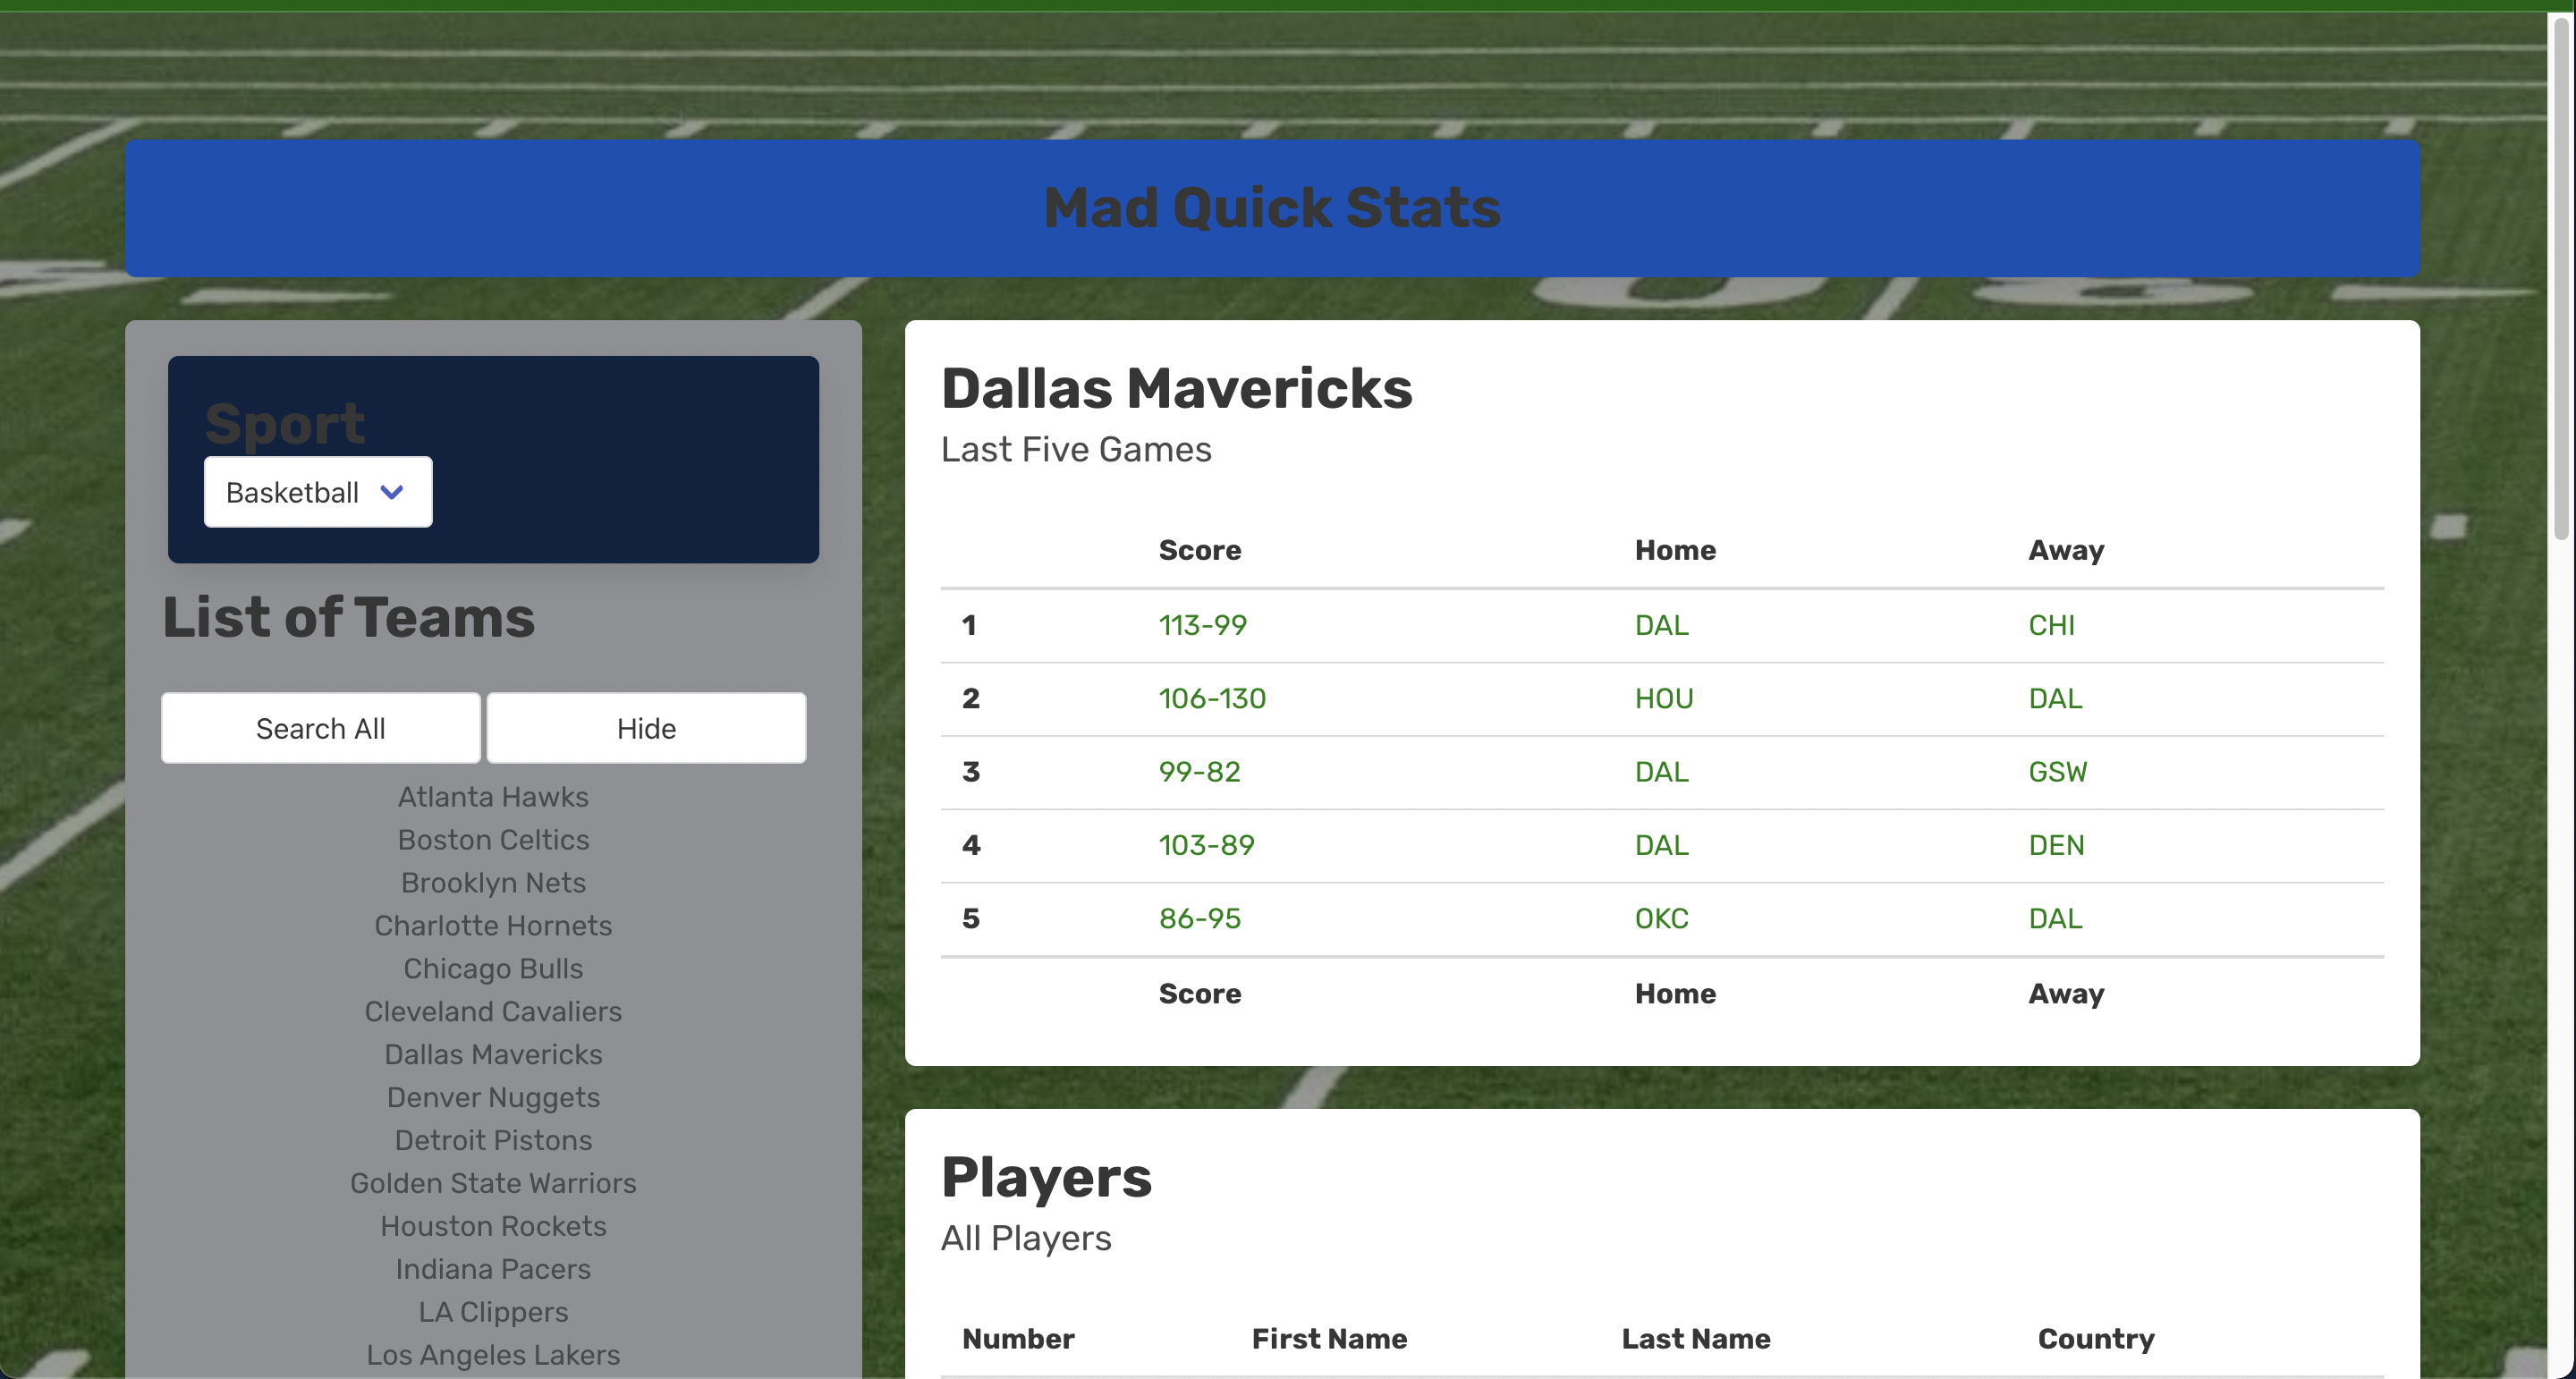 Mad Quick Stats
Sport
Basketball
List of Teams
Search All Hide
Atlanta Hawks
Boston Celtics
Brooklyn Nets
Charlotte Hornets
Chicago Bulls
Cleveland Cavaliers
Dallas Mavericks
Denver Nuggets
Detroit Pistons
Golden State Warriors
Houston Rockets
Indiana Pacers
LA Clippers
Los Angeles Lakers
Dallas Mavericks
Last Five Games
Score Home Away
1 113-99 DAL CHI
2 106-130 HOU DAL
3 99-82 DAL GSW
4 103-89 DAL DEN
5 86-95 OKC DAL
Score Home Away
Players
All Players
Number First Name Last Name Country